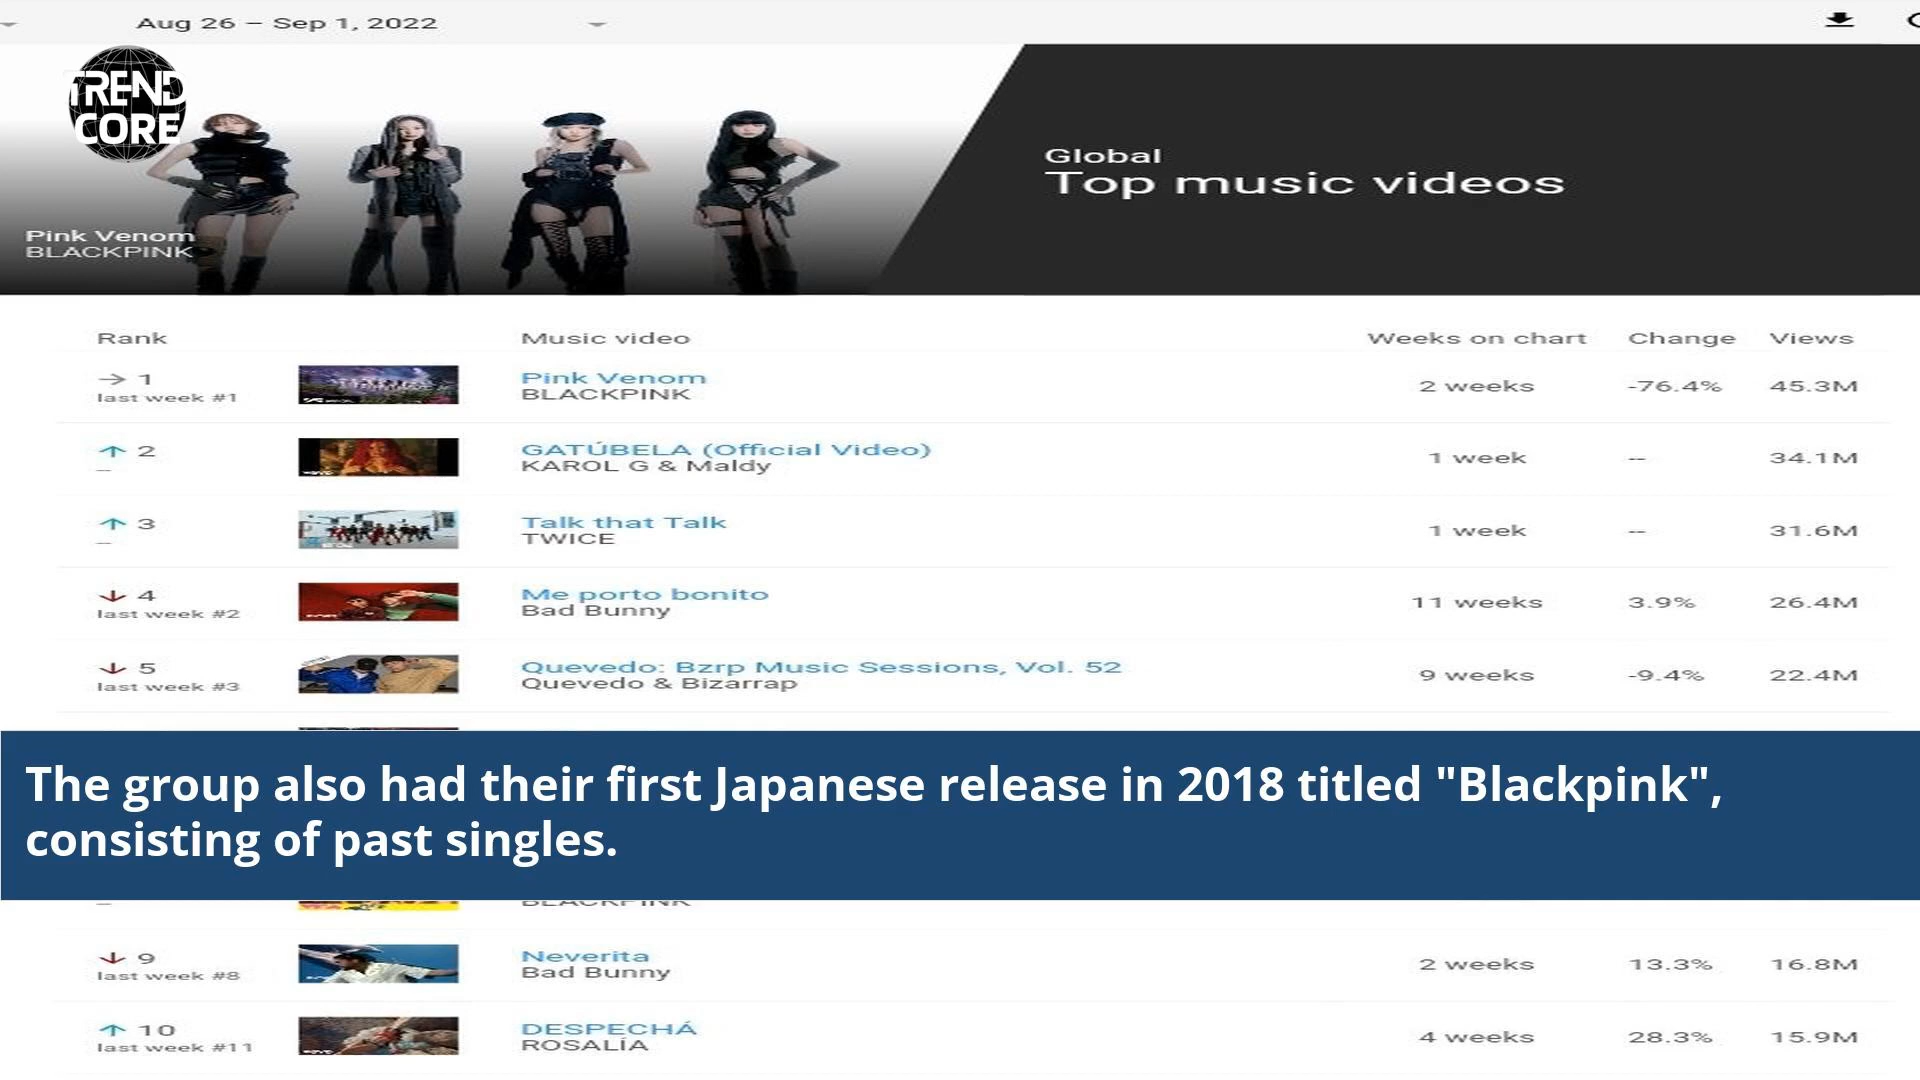 Aug 26 – Sep 1, 2022
TREND
CORE
Global
Top music videos
Pink Venom
BLACKPINK
Rank Music video Weeks on chart Change Views
1 Pink Venom 2 weeks -76.4% 45.3M
last week #1 BLACKPINK
2 GATÚBELA (Official Video) 1 week -- 34.1M
-- KAROL G & Maldy
3 Talk that Talk 1 week -- 31.6M
-- TWICE
4 Me porto bonito 11 weeks 3.9% 26.4M
last week #2 Bad Bunny
5 Quevedo: Bzrp Music Sessions, Vol. 52 9 weeks -9.4% 22.4M
last week #3 Quevedo & Bizarrap
The group also had their first Japanese release in 2018 titled "Blackpink",
consisting of past singles.
-- BLACKPINK
9 Neverita 2 weeks 13.3% 16.8M
last week #8 Bad Bunny
10 DESPECHÁ 4 weeks 28.3% 15.9M
last week #11 ROSALÍA